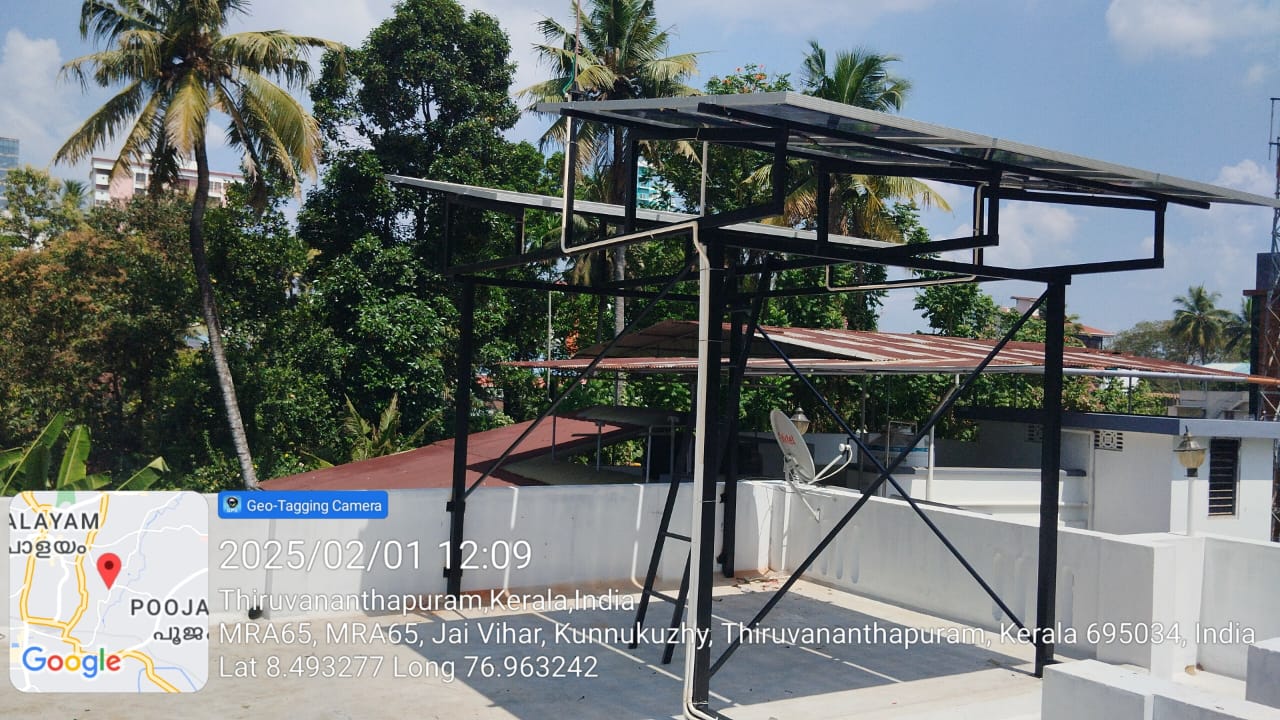 Geo-Tagging Camera
2025/02/01 12:09
Thiruvananthapuram,Kerala,India
MRA65, MRA65, Jai Vihar, Kunnukuzhy, Thiruvananthapuram, Kerala 695034, India
Lat 8.493277 Long 76.963242
ALAYAM
പാളയം
POOJA
പൂജ
Google